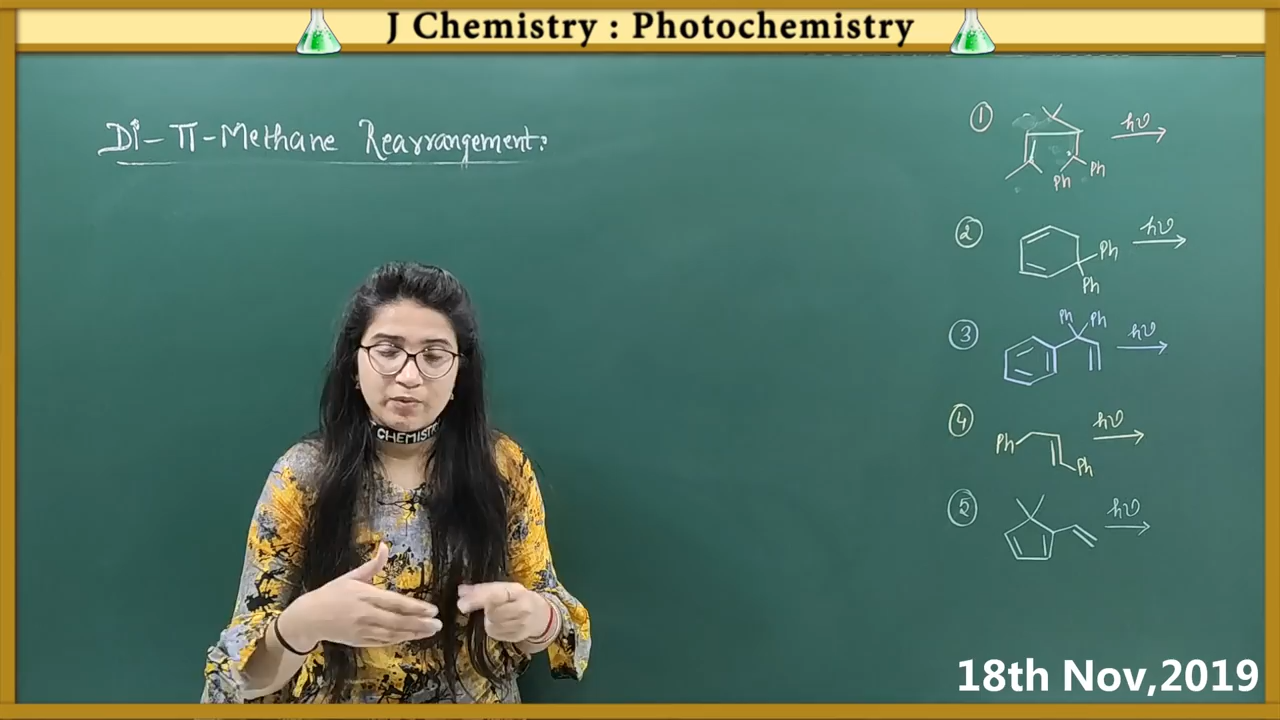 J Chemistry : Photochemistry
Di-π-Methane Rearrangement:
① hν
Ph Ph
② hν
Ph
Ph
③ Ph Ph hν
④ hν
Ph
Ph
⑤ hν
CHEMISTRY
18th Nov,2019